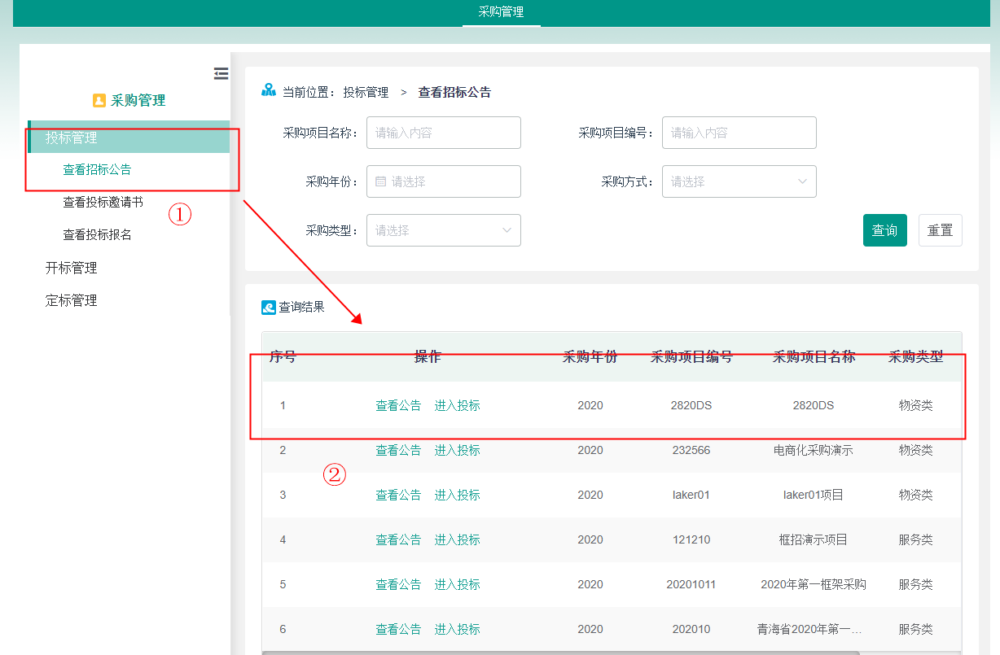 采购管理
采购管理
投标管理
查看招标公告
查看投标邀请书
①
查看投标报名
开标管理
定标管理
当前位置： 投标管理 > 查看招标公告
采购项目名称： 请输入内容 采购项目编号： 请输入内容
采购年份： 请选择 采购方式： 请选择
采购类型： 请选择 查询 重置
查询结果
序号 操作 采购年份 采购项目编号 采购项目名称 采购类型
1 查看公告 进入投标 2020 2820DS 2820DS 物资类
2 查看公告 进入投标 2020 232566 电商化采购演示 物资类
②
3 查看公告 进入投标 2020 laker01 laker01项目 物资类
4 查看公告 进入投标 2020 121210 框招演示项目 服务类
5 查看公告 进入投标 2020 20201011 2020年第一框架采购 服务类
6 查看公告 进入投标 2020 202010 青海省2020年第一... 服务类